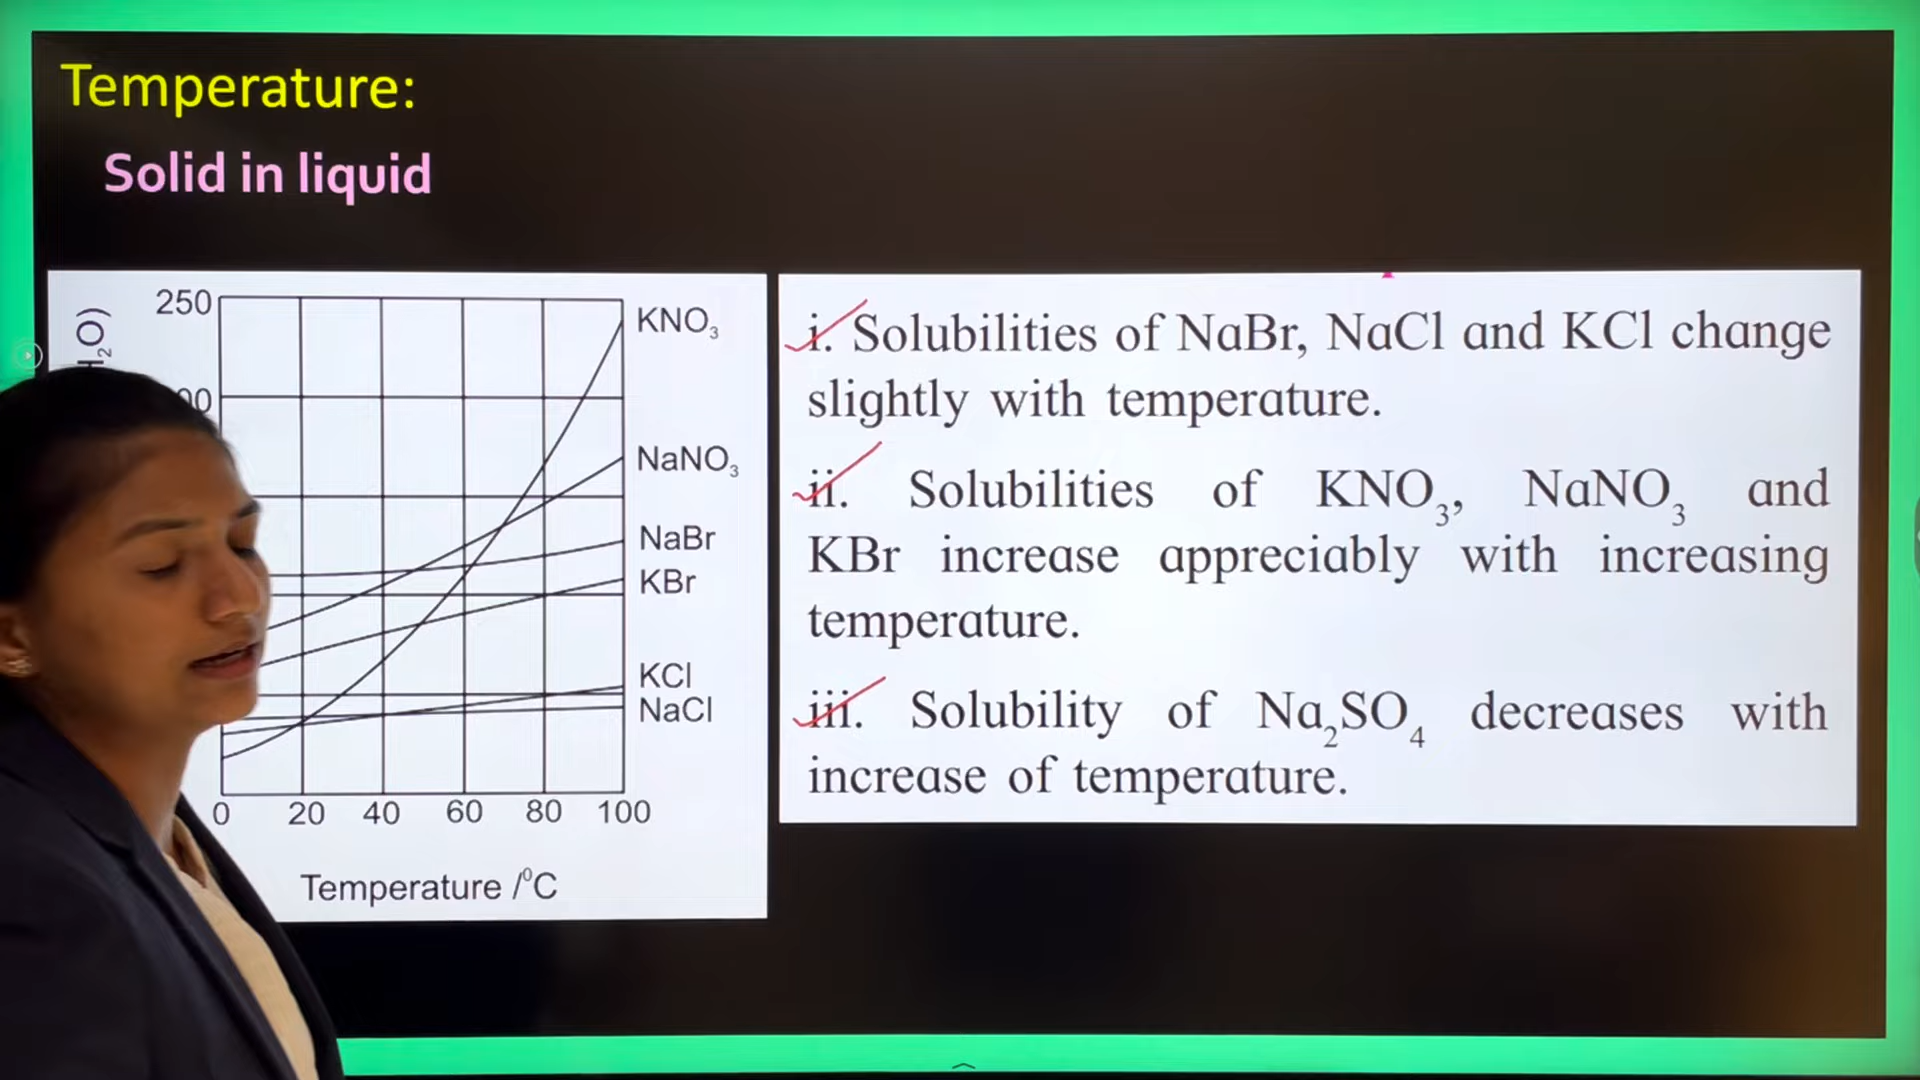 Temperature:
Solid in liquid
250
KNO₃
NaNO₃
NaBr
KBr
KCl
NaCl
0 20 40 60 80 100
Temperature /⁰C
i. Solubilities of NaBr, NaCl and KCl change
slightly with temperature.
ii. Solubilities of KNO₃, NaNO₃ and
KBr increase appreciably with increasing
temperature.
iii. Solubility of Na₂SO₄ decreases with
increase of temperature.